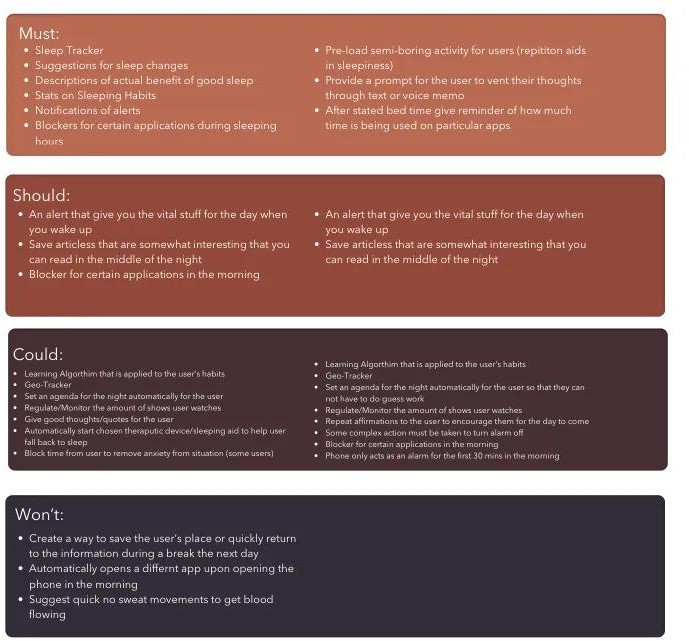 Must:
• Sleep Tracker
• Suggestions for sleep changes
• Descriptions of actual benefit of good sleep
• Stats on Sleeping Habits
• Notifications of alerts
• Blockers for certain applications during sleeping
hours
• Pre-load semi-boring activity for users (repititon aids
in sleepiness)
• Provide a prompt for the user to vent their thoughts
through text or voice memo
• After stated bed time give reminder of how much
time is being used on particular apps
Should:
• An alert that give you the vital stuff for the day when
you wake up
• Save articless that are somewhat interesting that you
can read in the middle of the night
• Blocker for certain applications in the morning
• An alert that give you the vital stuff for the day when
you wake up
• Save articless that are somewhat interesting that you
can read in the middle of the night
Could:
• Learning Algorthim that is applied to the user's habits
• Geo-Tracker
• Set an agenda for the night automatically for the user
• Regulate/Monitor the amount of shows user watches
• Give good thoughts/quotes for the user
• Automatically start chosen theraputic device/sleeping aid to help user
fall back to sleep
• Block time from user to remove anxiety from situation (some users)
• Learning Algorthim that is applied to the user's habits
• Geo-Tracker
• Set an agenda for the night automatically for the user so that they can
not have to do guess work
• Regulate/Monitor the amount of shows user watches
• Repeat affirmations to the user to encourage them for the day to come
• Some complex action must be taken to turn alarm off
• Blocker for certain applications in the morning
• Phone only acts as an alarm for the first 30 mins in the morning
Won't:
• Create a way to save the user's place or quickly return
to the information during a break the next day
• Automatically opens a differnt app upon opening the
phone in the morning
• Suggest quick no sweat movements to get blood
flowing